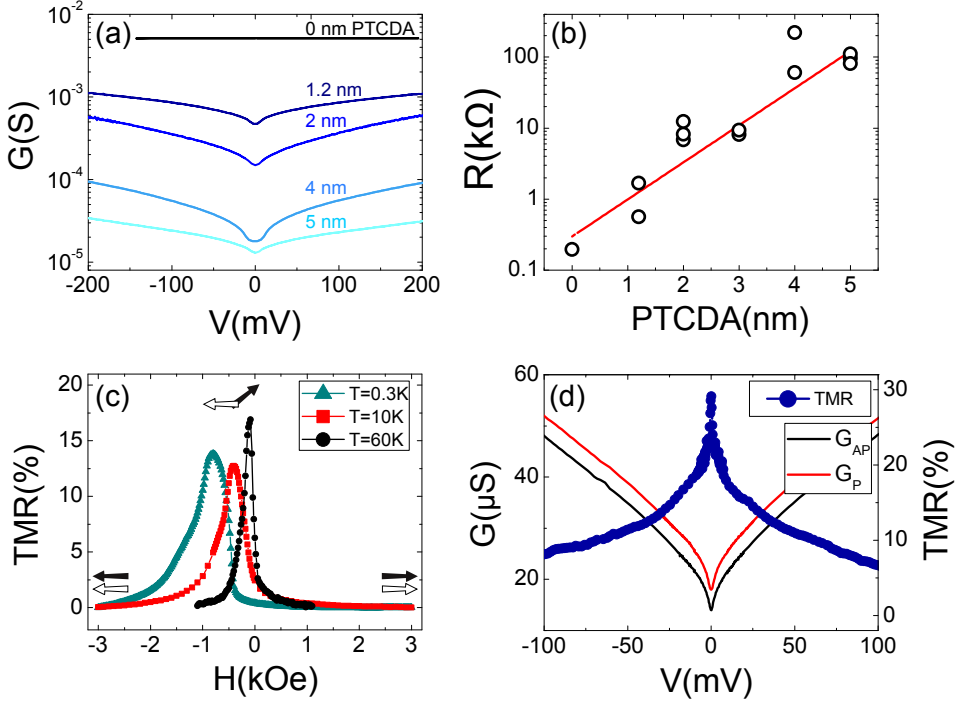 (a)
0 nm PTCDA
1.2 nm
2 nm
4 nm
5 nm
10⁻²
10⁻³
10⁻⁴
10⁻⁵
G(S)
-200 -100 0 100 200
V(mV)
(b)
100
10
1
0.1
R(kΩ)
0 1 2 3 4 5
PTCDA(nm)
(c)
T=0.3K
T=10K
T=60K
20
15
10
5
0
TMR(%)
-3 -2 -1 0 1 2 3
H(kOe)
(d)
TMR
G_AP
G_P
60
40
20
G(μS)
30
20
10
0
TMR(%)
-100 -50 0 50 100
V(mV)